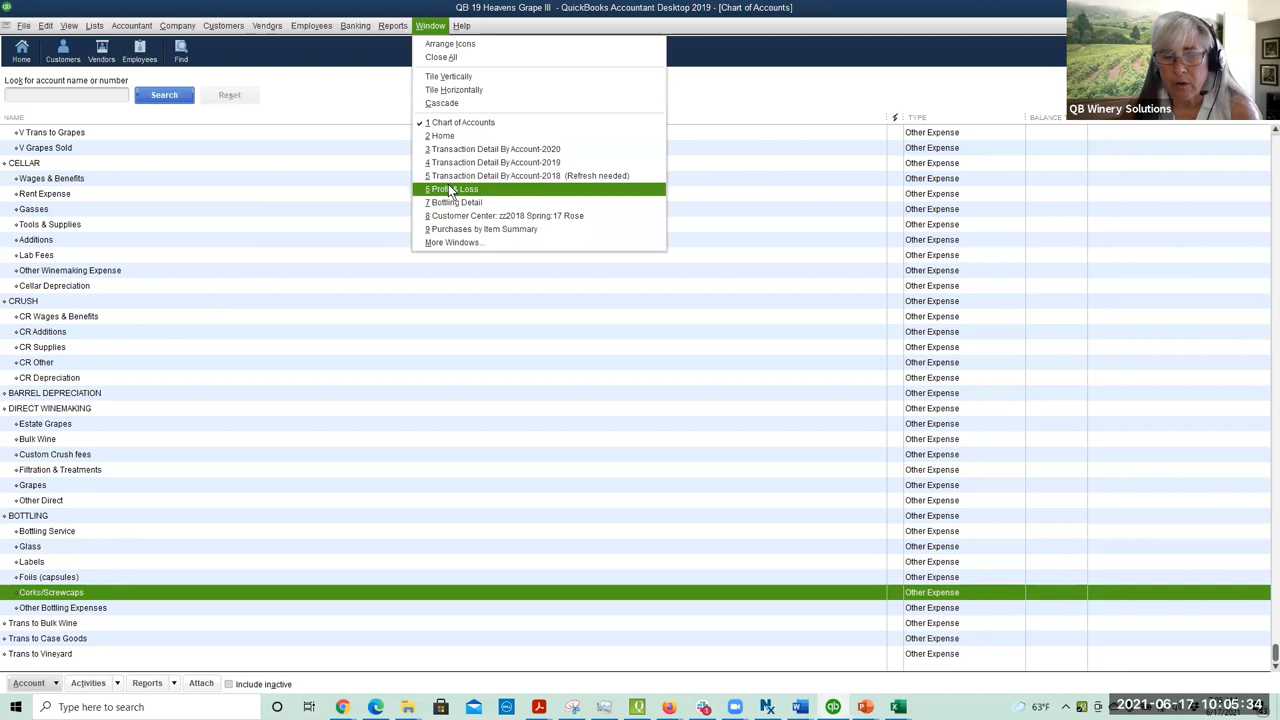 QB 19 Heavens Grape III - QuickBooks Accountant Desktop 2019 - [Chart of Accounts]
File Edit View Lists Accountant Company Customers Vendors Employees Banking Reports Window Help
Home Customers Vendors Employees Find
Arrange Icons
Close All
Tile Vertically
Tile Horizontally
Cascade
1 Chart of Accounts
2 Home
3 Transaction Detail By Account-2020
4 Transaction Detail By Account-2019
5 Transaction Detail By Account-2018 (Refresh needed)
6 Profit & Loss
7 Bottling Detail
8 Customer Center: zz2018 Spring:17 Rose
9 Purchases by Item Summary
More Windows...
QB Winery Solutions
Look for account name or number
Search Reset
NAME TYPE BALANCE
V Trans to Grapes Other Expense
V Grapes Sold Other Expense
CELLAR Other Expense
Wages & Benefits Other Expense
Rent Expense Other Expense
Gasses Other Expense
Tools & Supplies Other Expense
Additions Other Expense
Lab Fees Other Expense
Other Winemaking Expense Other Expense
Cellar Depreciation Other Expense
CRUSH Other Expense
CR Wages & Benefits Other Expense
CR Additions Other Expense
CR Supplies Other Expense
CR Other Other Expense
CR Depreciation Other Expense
BARREL DEPRECIATION Other Expense
DIRECT WINEMAKING Other Expense
Estate Grapes Other Expense
Bulk Wine Other Expense
Custom Crush fees Other Expense
Filtration & Treatments Other Expense
Grapes Other Expense
Other Direct Other Expense
BOTTLING Other Expense
Bottling Service Other Expense
Glass Other Expense
Labels Other Expense
Foils (capsules) Other Expense
Corks/Screwcaps Other Expense
Other Bottling Expenses Other Expense
Trans to Bulk Wine Other Expense
Trans to Case Goods Other Expense
Trans to Vineyard Other Expense
Account Activities Reports Attach Include inactive
Type here to search 63°F 2021-06-17 10:05:34